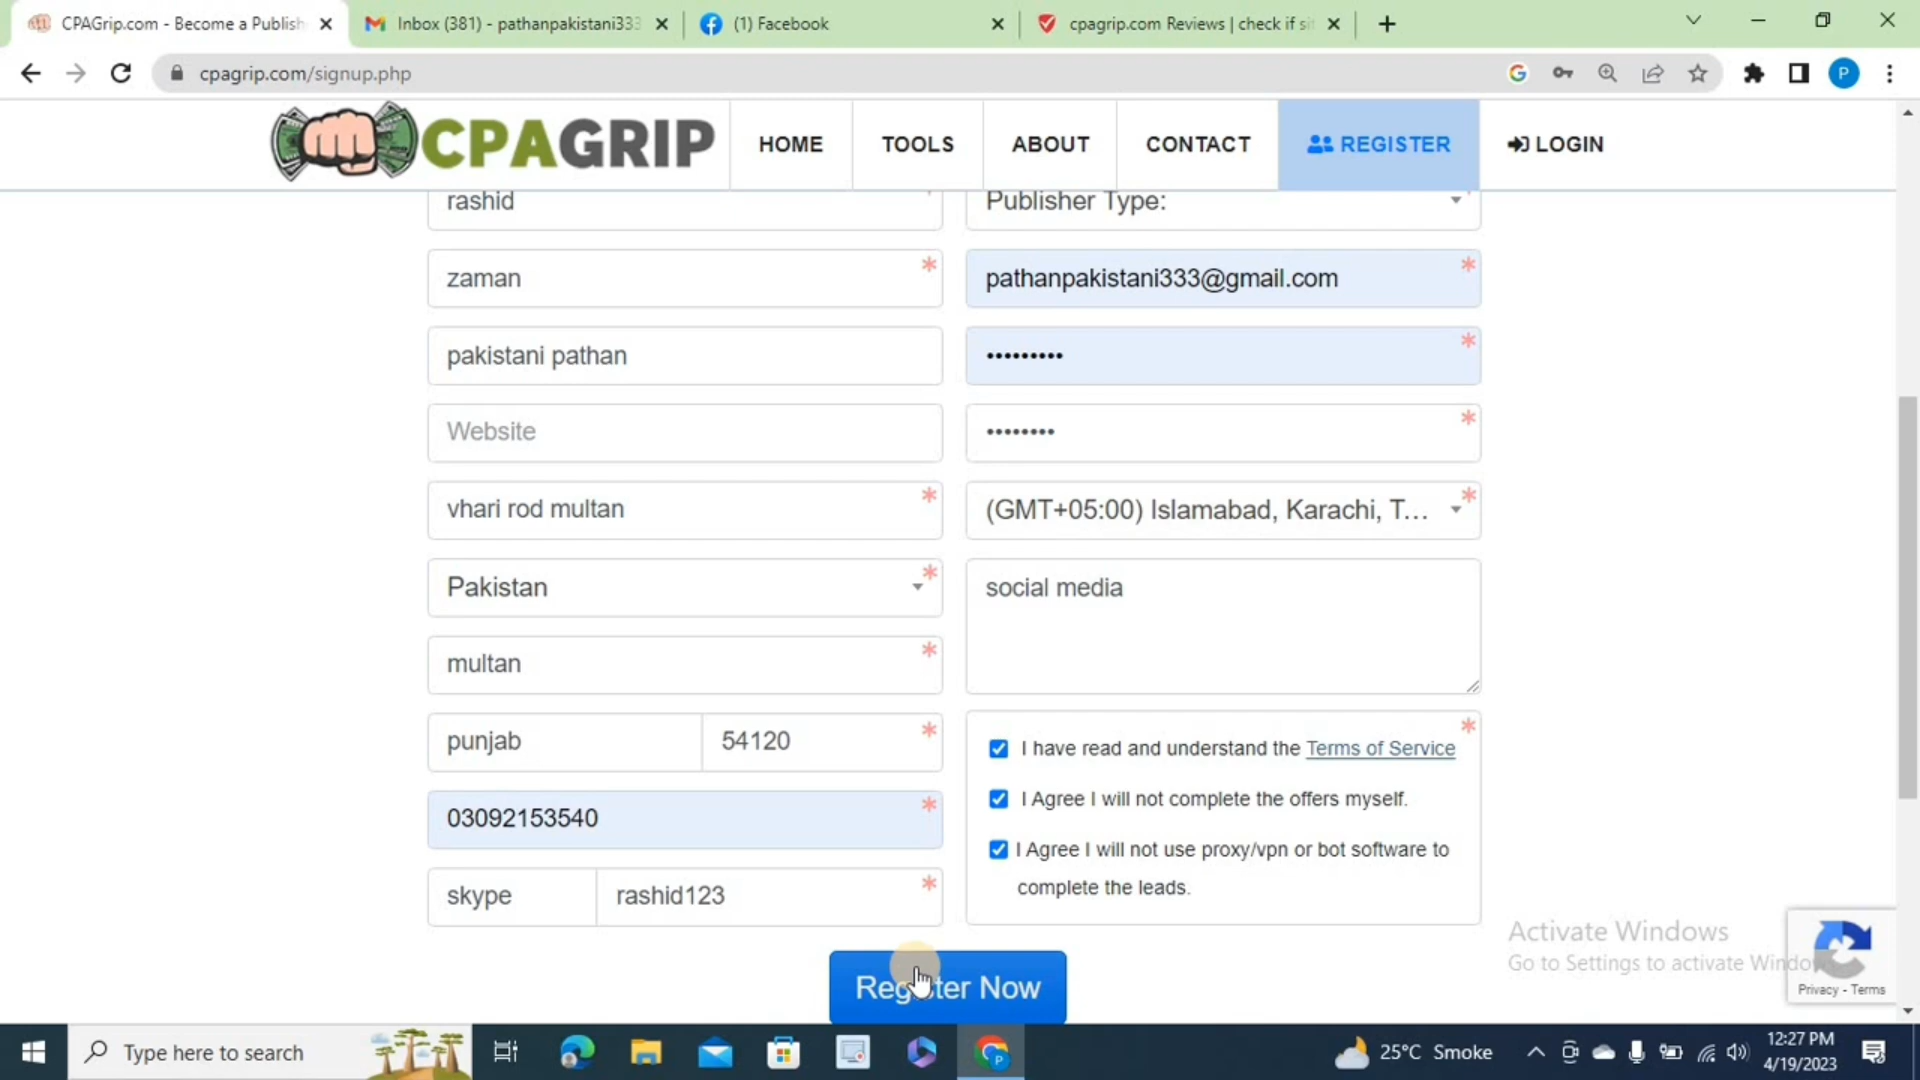 CPAGrip.com - Become a Publish
Inbox (381) - pathanpakistani333
(1) Facebook
cpagrip.com Reviews | check if si
cpagrip.com/signup.php
P
CPAGRIP
HOME
TOOLS
ABOUT
CONTACT
REGISTER
LOGIN
rashid
Publisher Type:
zaman
pathanpakistani333@gmail.com
pakistani pathan
•••••••••
Website
••••••••
vhari rod multan
(GMT+05:00) Islamabad, Karachi, T...
Pakistan
social media
multan
punjab
54120
I have read and understand the Terms of Service
I Agree I will not complete the offers myself.
03092153540
I Agree I will not use proxy/vpn or bot software to
complete the leads.
skype
rashid123
Register Now
Activate Windows
Go to Settings to activate Windo
Privacy - Terms
Type here to search
25°C Smoke
12:27 PM
4/19/2023